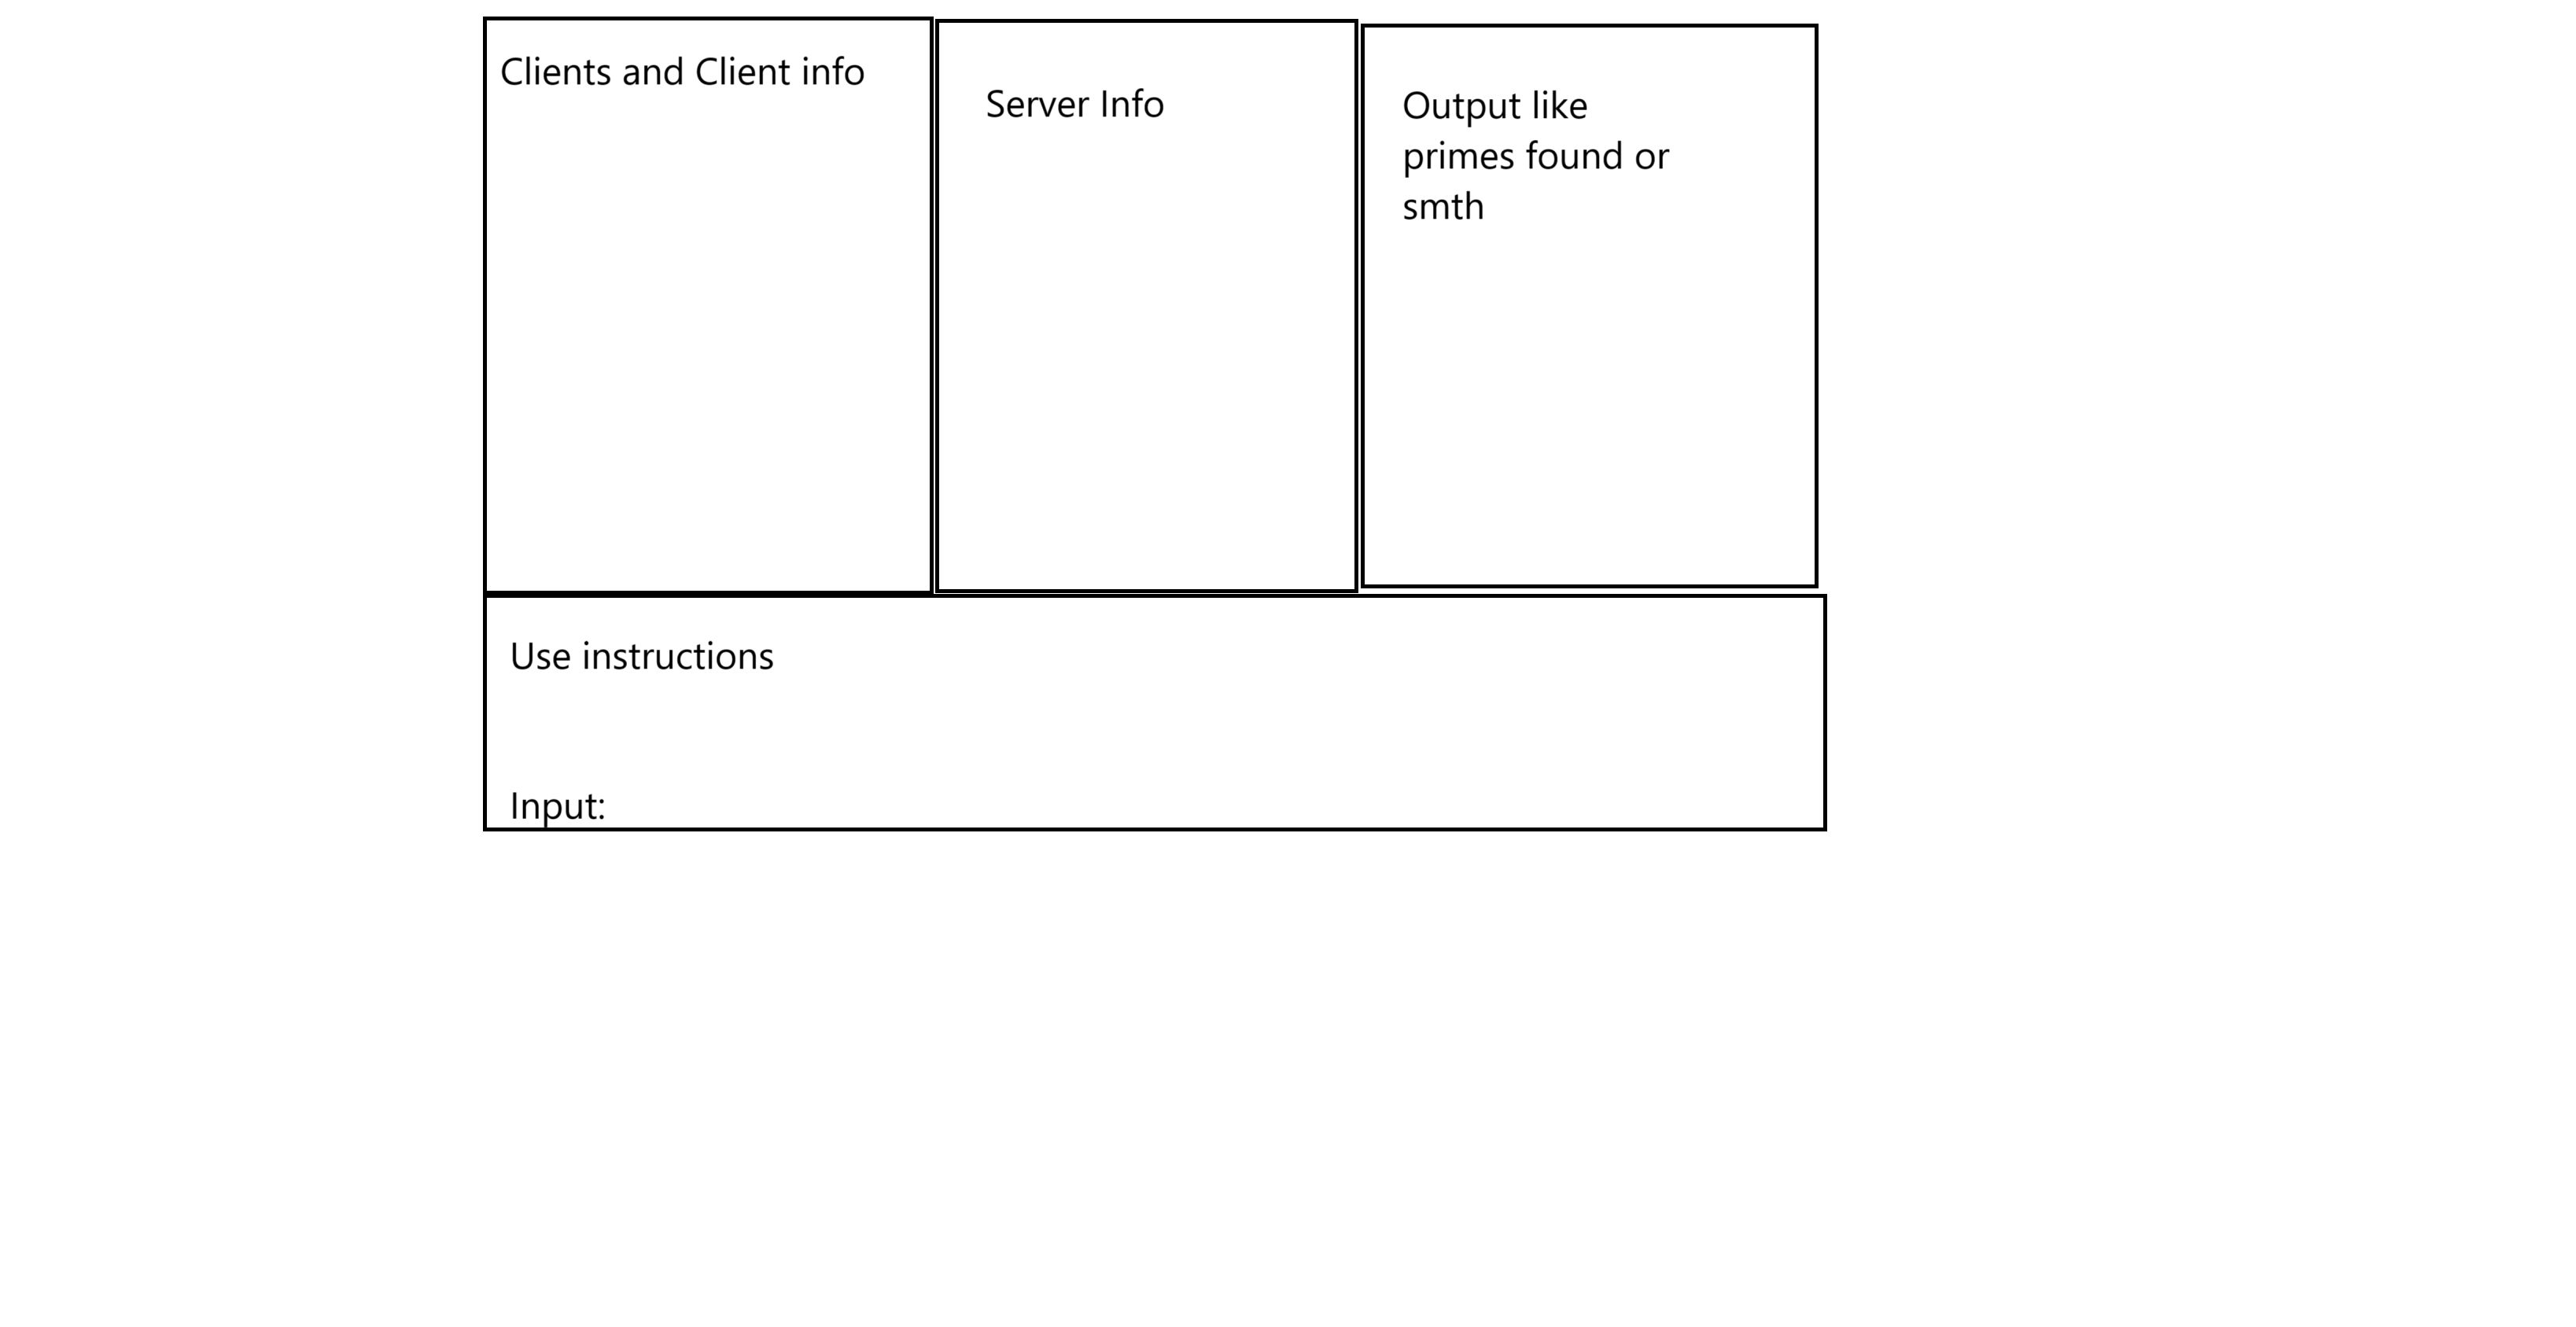 Clients and Client info
Server Info
Output like
primes found or
smth
Use instructions
Input: